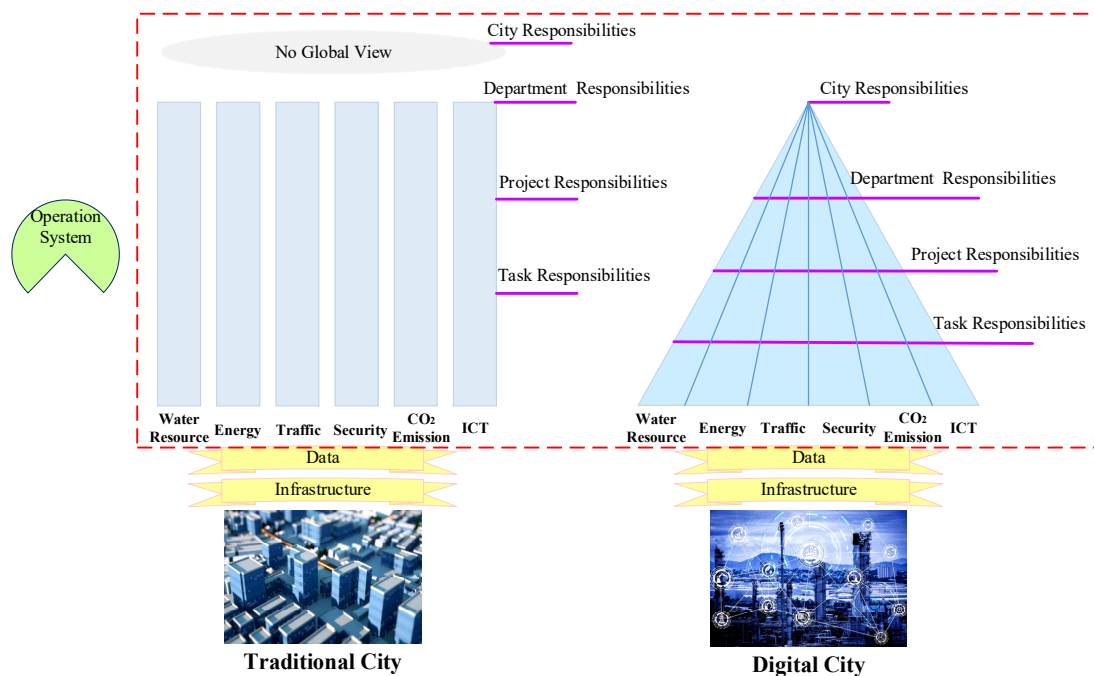 No Global View
City Responsibilities
Department Responsibilities
Project Responsibilities
Task Responsibilities
Operation
System
Water
Resource
Energy
Traffic
Security
CO₂
Emission
ICT
Data
Infrastructure
Traditional City
City Responsibilities
Department Responsibilities
Project Responsibilities
Task Responsibilities
Water
Resource
Energy
Traffic
Security
CO₂
Emission
ICT
Data
Infrastructure
Digital City